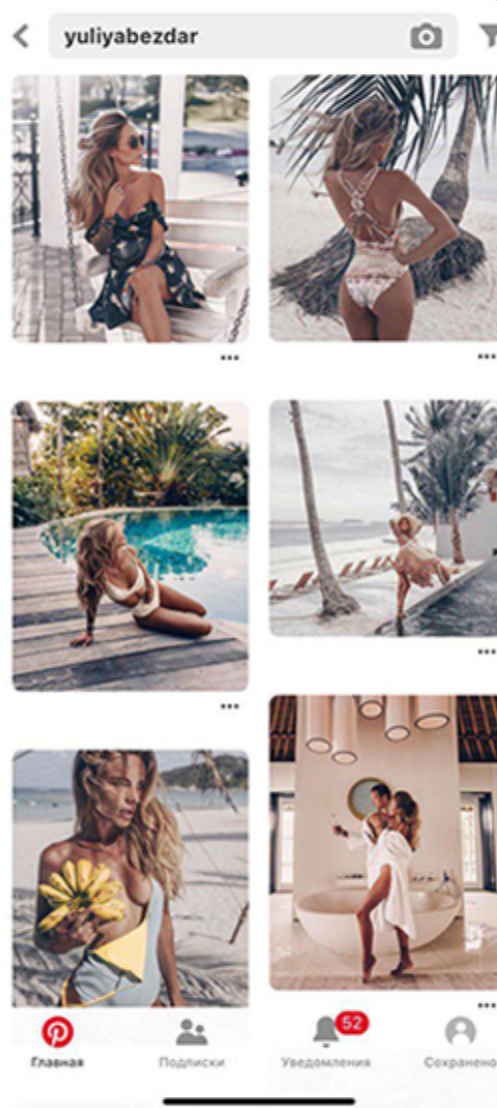 yuliyabezdar
52
Главная
Подписки
Уведомления
Сохранено